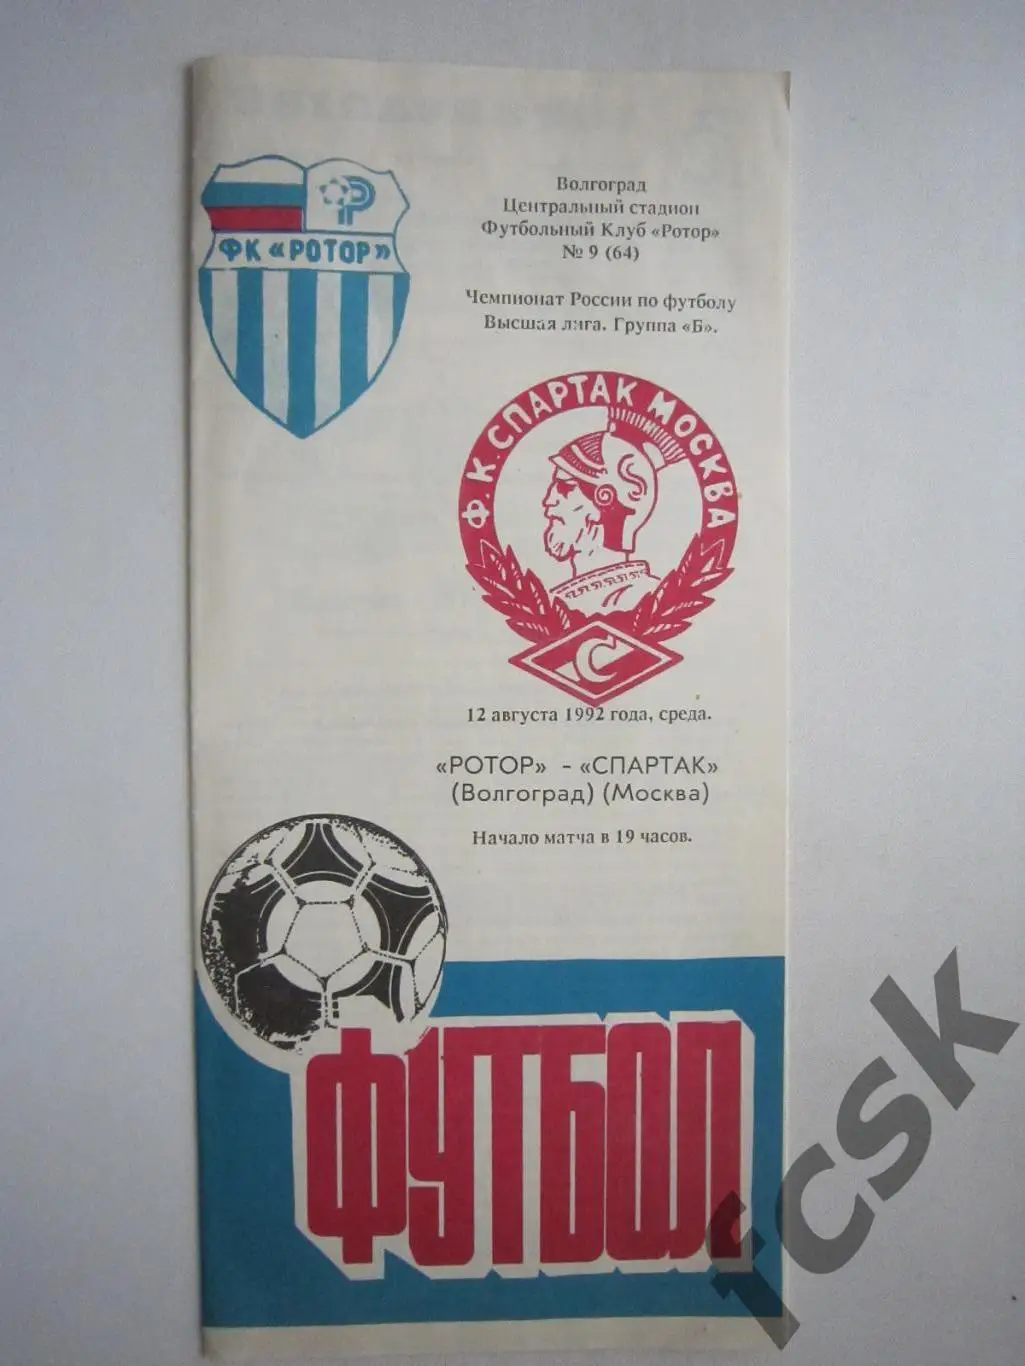 ФК «РОТОР»
Волгоград
Центральный стадион
Футбольный Клуб «Ротор»
№ 9 (64)
Чемпионат России по футболу
Высшая лига. Группа «Б».
Ф.К. СПАРТАК МОСКВА
С
12 августа 1992 года, среда.
«РОТОР» - «СПАРТАК»
(Волгоград) (Москва)
Начало матча в 19 часов.
ФУТБОЛ
fcsk